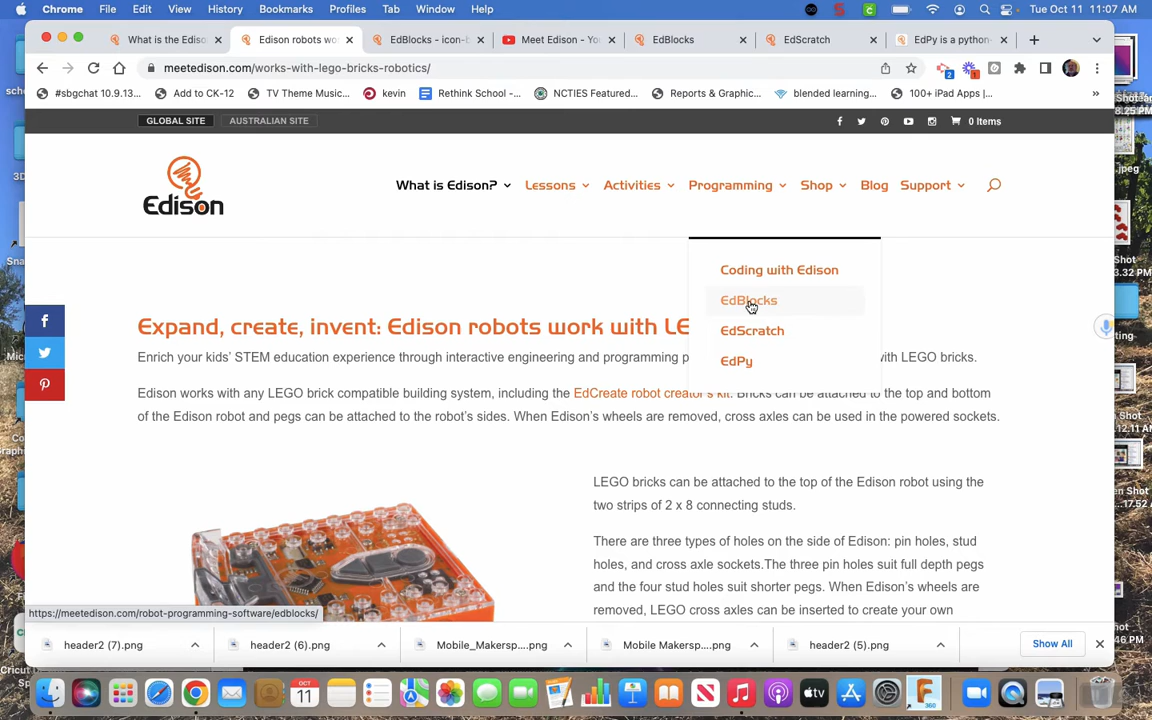 Chrome File Edit View History Bookmarks Profiles Tab Window Help Tue Oct 11 11:07 AM
What is the Ediso Edison robots wo EdBlocks - icon-b Meet Edison - Yo EdBlocks EdScratch EdPy is a python-
meetedison.com/works-with-lego-bricks-robotics/
#sbgchat 10.9.13... Add to CK-12 TV Theme Music... kevin Rethink School -... NCTIES Featured... Reports & Graphic... blended learning... 100+ iPad Apps |... »
GLOBAL SITE AUSTRALIAN SITE 0 Items
Edison
What is Edison? Lessons Activities Programming Shop Blog Support
Coding with Edison
EdBlocks
EdScratch
EdPy
Expand, create, invent: Edison robots work with LE
Enrich your kids' STEM education experience through interactive engineering and programming p with LEGO bricks.
Edison works with any LEGO brick compatible building system, including the EdCreate robot creator's kit. Bricks can be attached to the top and bottom
of the Edison robot and pegs can be attached to the robot's sides. When Edison's wheels are removed, cross axles can be used in the powered sockets.
LEGO bricks can be attached to the top of the Edison robot using the
two strips of 2 x 8 connecting studs.
There are three types of holes on the side of Edison: pin holes, stud
holes, and cross axle sockets.The three pin holes suit full depth pegs
and the four stud holes suit shorter pegs. When Edison's wheels are
removed, LEGO cross axles can be inserted to create your own
https://meetedison.com/robot-programming-software/edblocks/
header2 (7).png header2 (6).png Mobile_Makersp....png Mobile Makersp....png header2 (5).png Show All